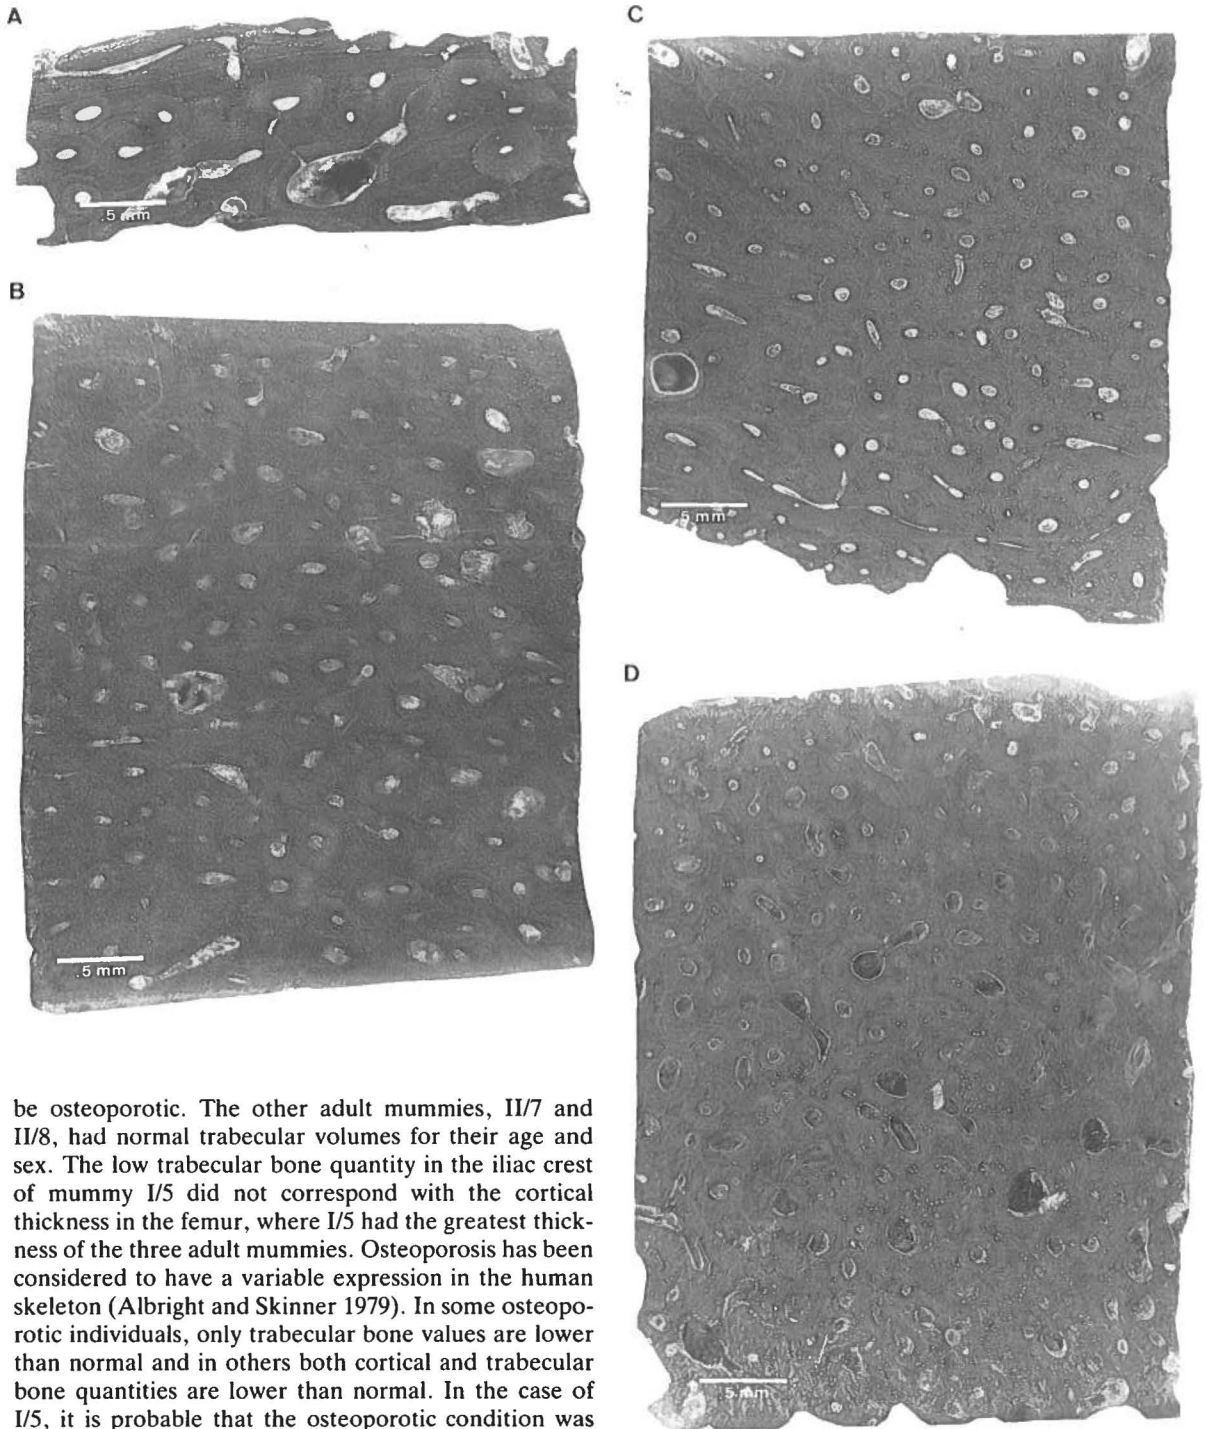 A
.5 mm
B
.5 mm
be osteoporotic. The other adult mummies, II/7 and
II/8, had normal trabecular volumes for their age and
sex. The low trabecular bone quantity in the iliac crest
of mummy I/5 did not correspond with the cortical
thickness in the femur, where I/5 had the greatest thick-
ness of the three adult mummies. Osteoporosis has been
considered to have a variable expression in the human
skeleton (Albright and Skinner 1979). In some osteopo-
rotic individuals, only trabecular bone values are lower
than normal and in others both cortical and trabecular
bone quantities are lower than normal. In the case of
I/5, it is probable that the osteoporotic condition was
C
.5 mm
D
.5 mm